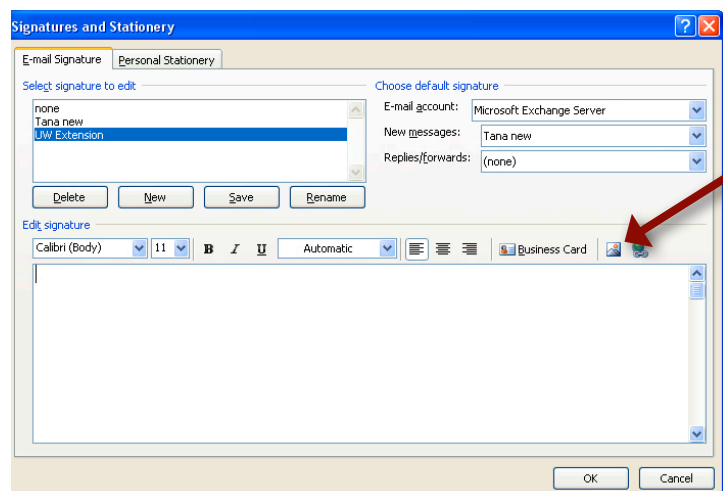 Signatures and Stationery
E-mail Signature Personal Stationery
Select signature to edit Choose default signature
none
Tana new
UW Extension
E-mail account: Microsoft Exchange Server
New messages: Tana new
Replies/forwards: (none)
Delete New Save Rename
Edit signature
Calibri (Body) 11 B I U Automatic Business Card
OK Cancel